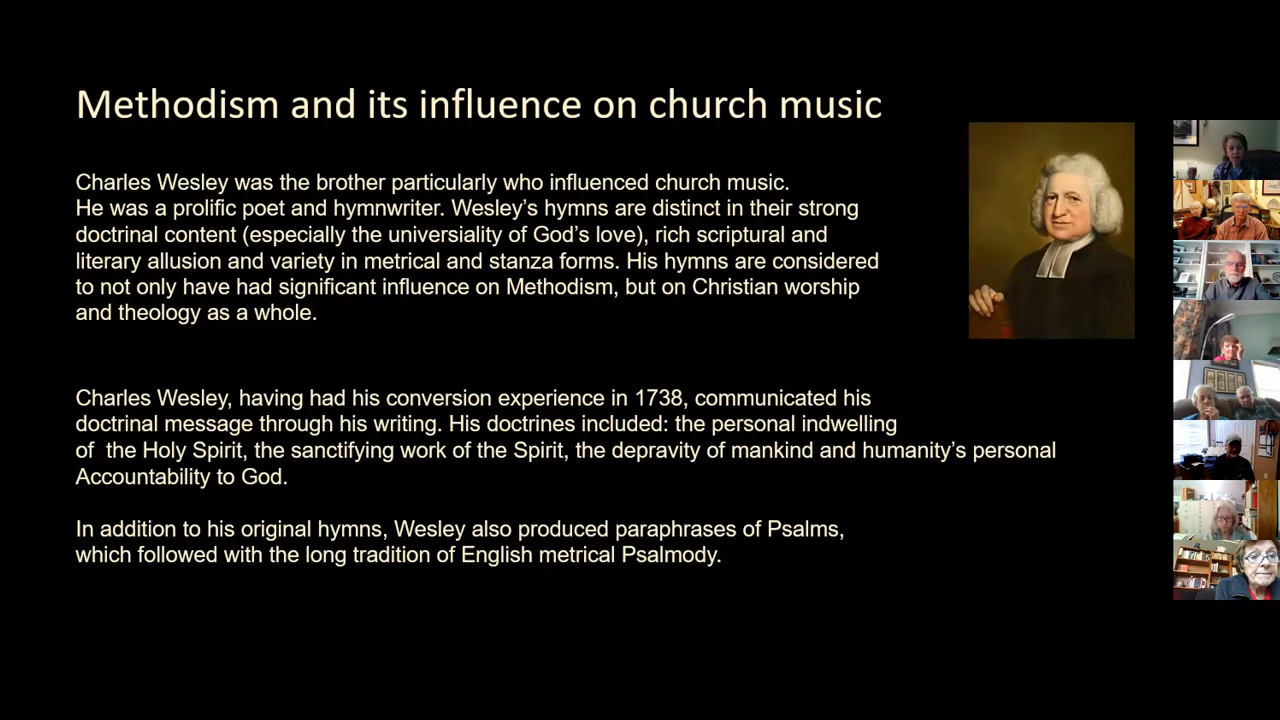 Methodism and its influence on church music
Charles Wesley was the brother particularly who influenced church music.
He was a prolific poet and hymnwriter. Wesley’s hymns are distinct in their strong
doctrinal content (especially the universiality of God’s love), rich scriptural and
literary allusion and variety in metrical and stanza forms. His hymns are considered
to not only have had significant influence on Methodism, but on Christian worship
and theology as a whole.
Charles Wesley, having had his conversion experience in 1738, communicated his
doctrinal message through his writing. His doctrines included: the personal indwelling
of  the Holy Spirit, the sanctifying work of the Spirit, the depravity of mankind and humanity’s personal
Accountability to God.
In addition to his original hymns, Wesley also produced paraphrases of Psalms,
which followed with the long tradition of English metrical Psalmody.